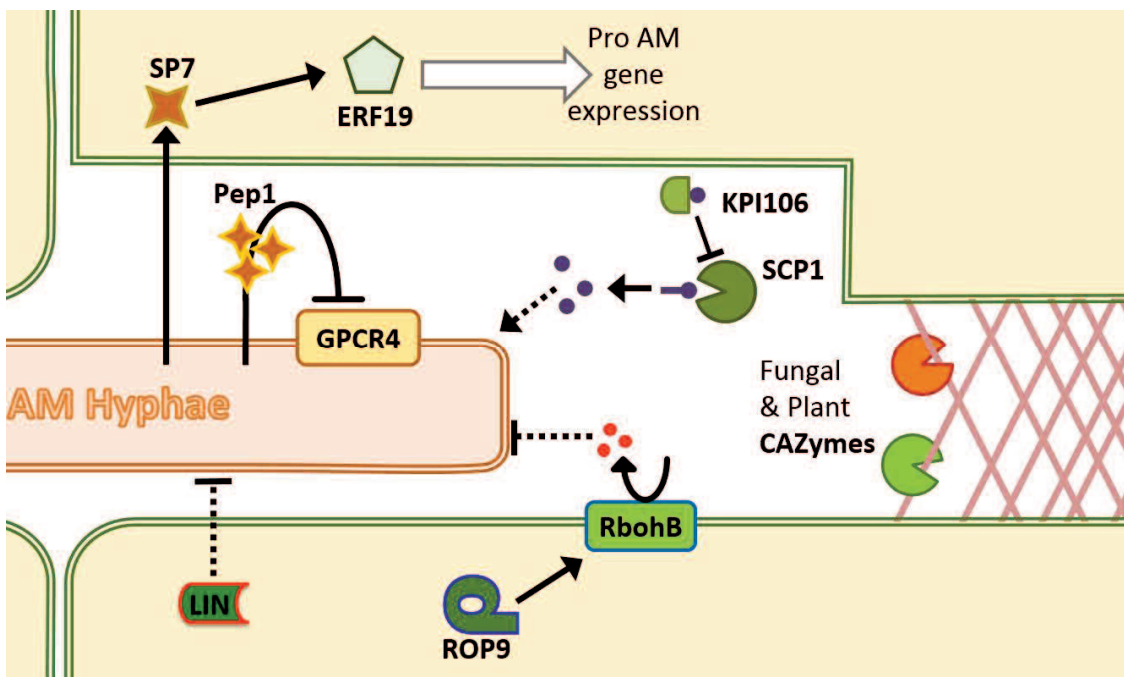 SP7
ERF19
Pro AM
gene
expression
Pep1
KPI106
SCP1
GPCR4
AM Hyphae
Fungal
& Plant
CAZymes
RbohB
LIN
ROP9